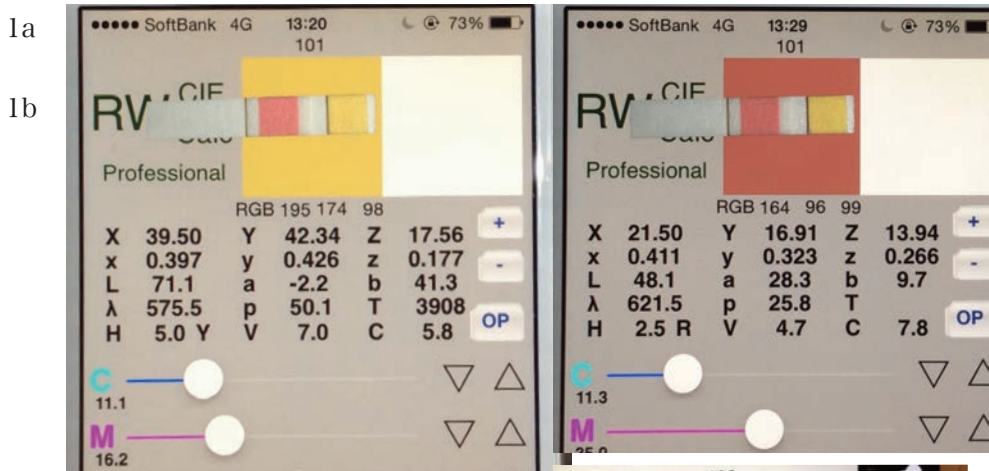 1a
1b
●●●●● SoftBank 4G 13:20 73%
101
RW CIE
Professional
RGB 195 174 98
X 39.50 Y 42.34 Z 17.56
x 0.397 y 0.426 z 0.177
L 71.1 a -2.2 b 41.3
λ 575.5 p 50.1 T 3908
H 5.0 Y V 7.0 C 5.8
+
-
OP
C
11.1
M
16.2
●●●●● SoftBank 4G 13:29 73%
101
RW CIE
Professional
RGB 164 96 99
X 21.50 Y 16.91 Z 13.94
x 0.411 y 0.323 z 0.266
L 48.1 a 28.3 b 9.7
λ 621.5 p 25.8 T
H 2.5 R V 4.7 C 7.8
+
-
OP
C
11.3
M